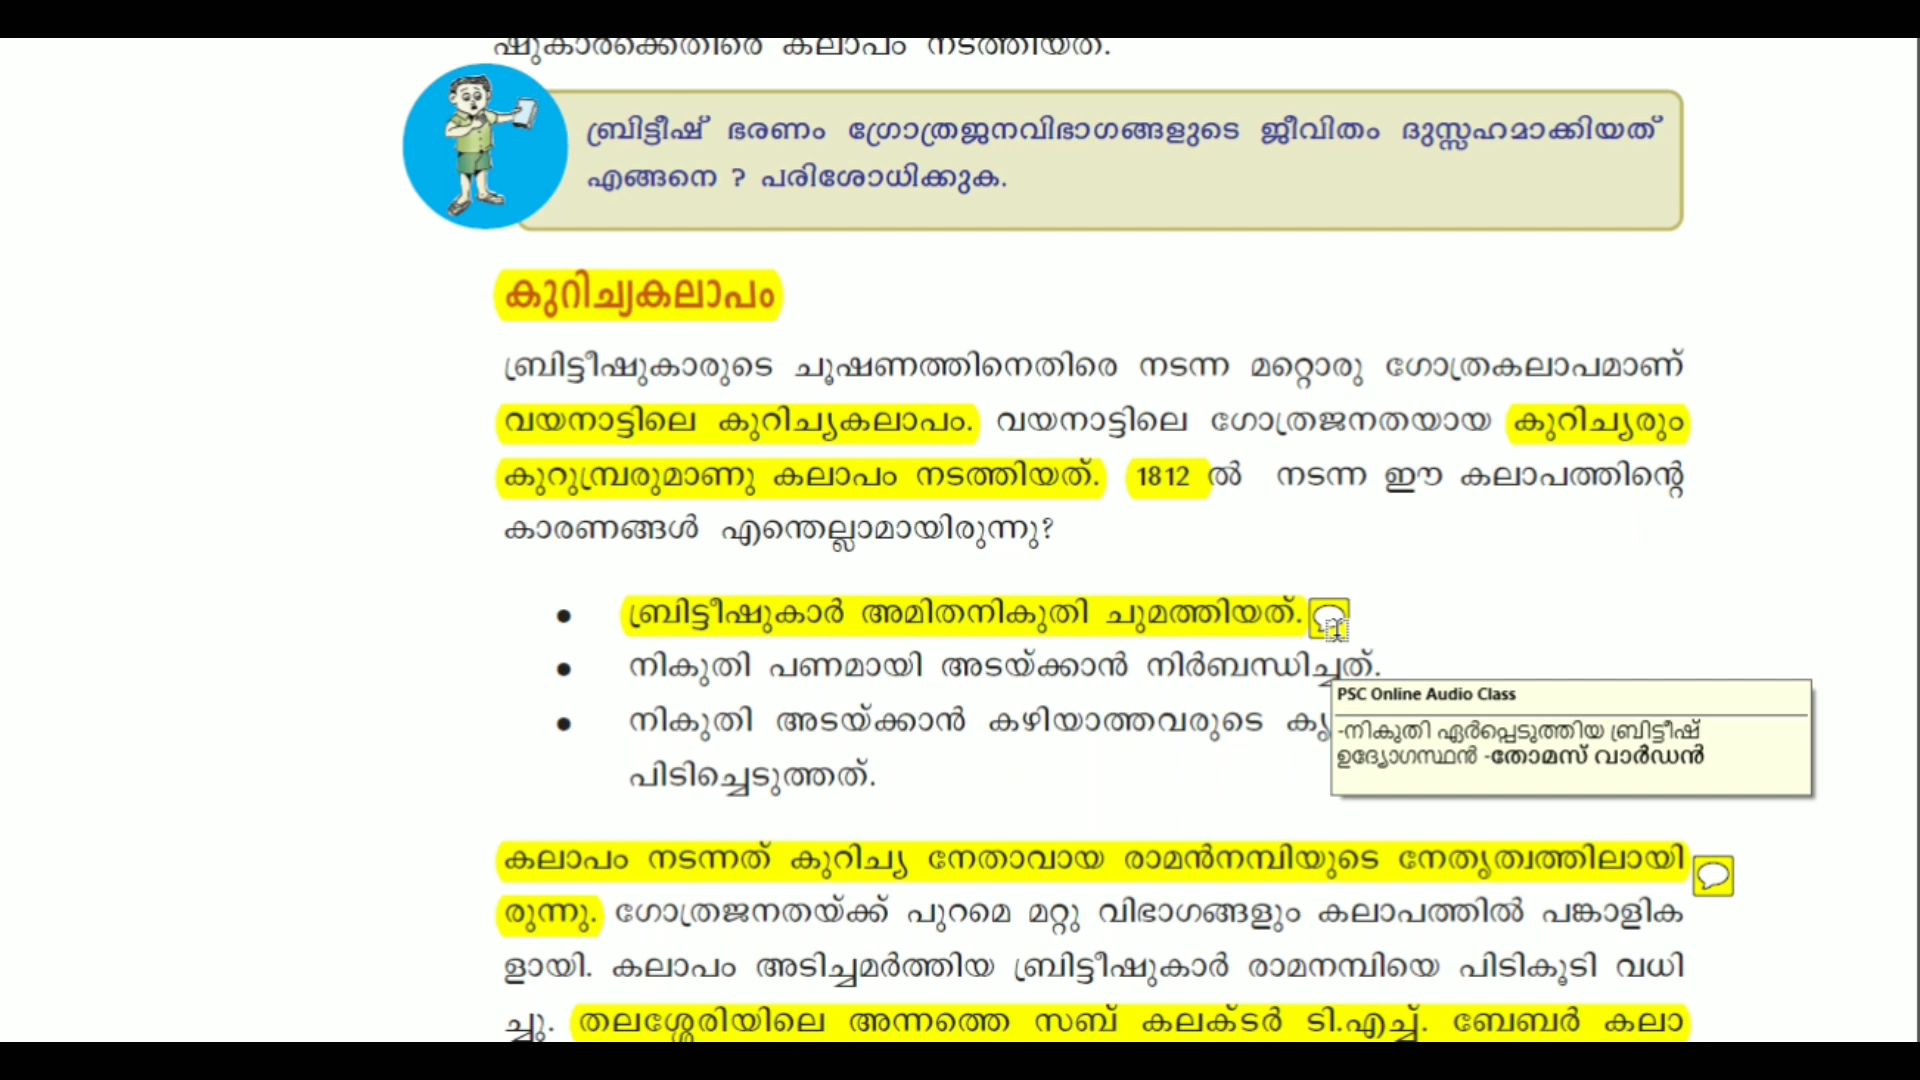 ഷുകാർക്കെതിരെ കലാപം നടത്തിയത്.
ബ്രിട്ടീഷ് ഭരണം ഗ്രോത്രജനവിഭാഗങ്ങളുടെ ജീവിതം ദുസ്സഹമാക്കിയത്
എങ്ങനെ ? പരിശോധിക്കുക.
കുറിച്യകലാപം
ബ്രിട്ടീഷുകാരുടെ ചൂഷണത്തിനെതിരെ നടന്ന മറ്റൊരു ഗോത്രകലാപമാണ്
വയനാട്ടിലെ കുറിച്യകലാപം. വയനാട്ടിലെ ഗോത്രജനതയായ കുറിച്യരും
കുറുമ്പ്രരുമാണു കലാപം നടത്തിയത്. 1812 ൽ നടന്ന ഈ കലാപത്തിന്റെ
കാരണങ്ങൾ എന്തെല്ലാമായിരുന്നു?
• ബ്രിട്ടീഷുകാർ അമിതനികുതി ചുമത്തിയത്.
• നികുതി പണമായി അടയ്ക്കാൻ നിർബന്ധിച്ചത്.
• നികുതി അടയ്ക്കാൻ കഴിയാത്തവരുടെ കൃ
പിടിച്ചെടുത്തത്.
PSC Online Audio Class
-നികുതി ഏർപ്പെടുത്തിയ ബ്രിട്ടീഷ്
ഉദ്യോഗസ്ഥൻ -തോമസ് വാർഡൻ
കലാപം നടന്നത് കുറിച്യ നേതാവായ രാമൻനമ്പിയുടെ നേതൃത്വത്തിലായി
രുന്നു. ഗോത്രജനതയ്ക്ക് പുറമെ മറ്റു വിഭാഗങ്ങളും കലാപത്തിൽ പങ്കാളിക
ളായി. കലാപം അടിച്ചമർത്തിയ ബ്രിട്ടീഷുകാർ രാമനമ്പിയെ പിടികൂടി വധി
ച്ചു. തലശ്ശേരിയിലെ അന്നത്തെ സബ് കലക്ടർ ടി.എച്ച്. ബേബർ കലാ